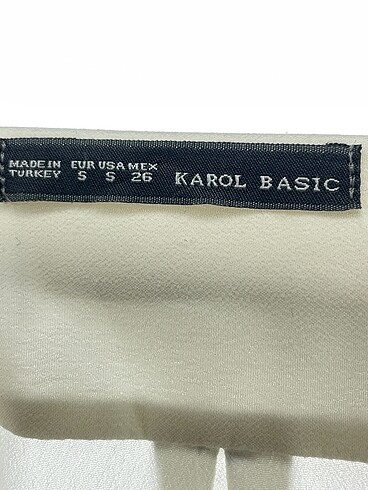 MADE IN TURKEY
EUR USA MEX
S S 26
KAROL BASIC